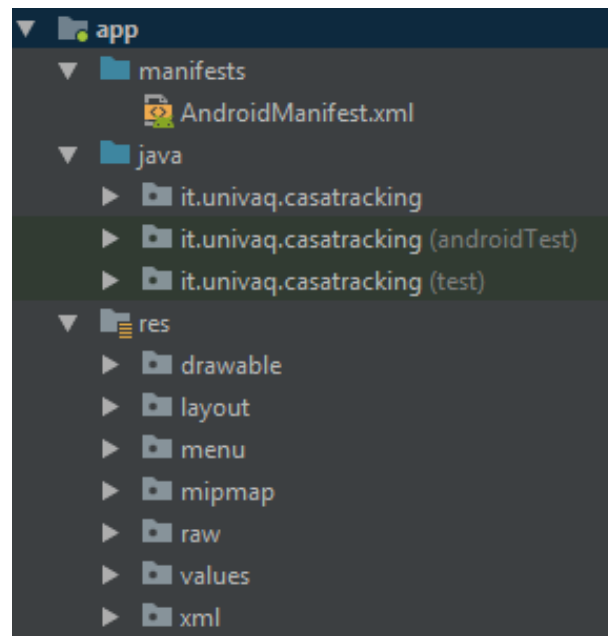 app
manifests
AndroidManifest.xml
java
it.univaq.casatracking
it.univaq.casatracking (androidTest)
it.univaq.casatracking (test)
res
drawable
layout
menu
mipmap
raw
values
xml